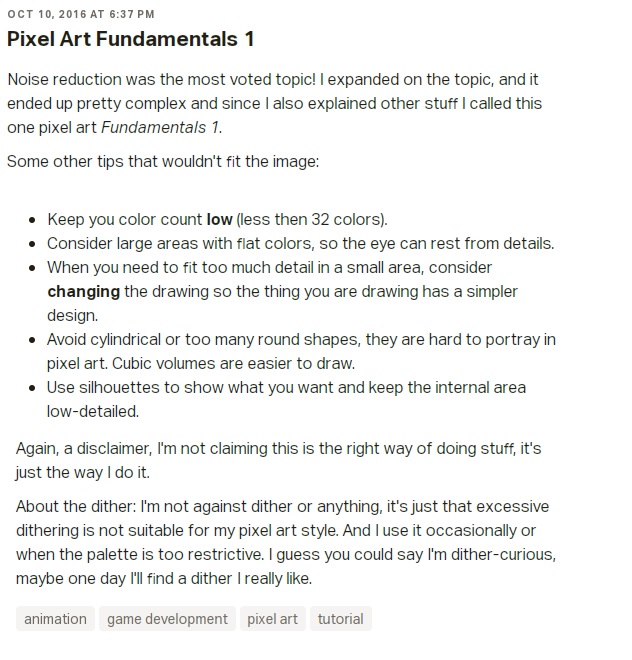 OCT 10, 2016 AT 6:37 PM
Pixel Art Fundamentals 1
Noise reduction was the most voted topic! I expanded on the topic, and it
ended up pretty complex and since I also explained other stuff I called this
one pixel art Fundamentals 1.
Some other tips that wouldn't fit the image:
• Keep you color count low (less then 32 colors).
• Consider large areas with flat colors, so the eye can rest from details.
• When you need to fit too much detail in a small area, consider
changing the drawing so the thing you are drawing has a simpler
design.
• Avoid cylindrical or too many round shapes, they are hard to portray in
pixel art. Cubic volumes are easier to draw.
• Use silhouettes to show what you want and keep the internal area
low-detailed.
Again, a disclaimer, I'm not claiming this is the right way of doing stuff, it's
just the way I do it.
About the dither: I'm not against dither or anything, it's just that excessive
dithering is not suitable for my pixel art style. And I use it occasionally or
when the palette is too restrictive. I guess you could say I'm dither-curious,
maybe one day I'll find a dither I really like.
animation game development pixel art tutorial